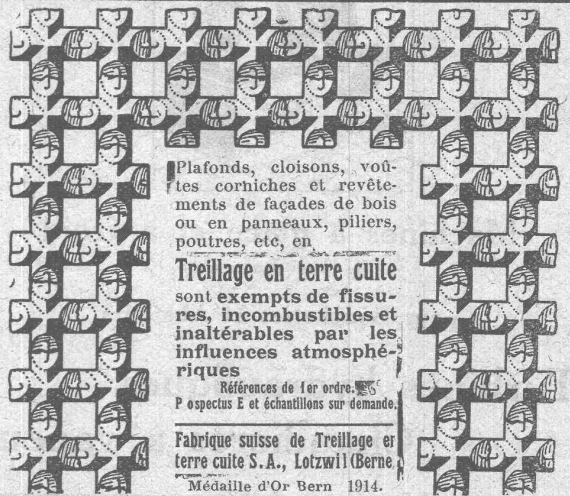 Plafonds, cloisons, voû-
tes corniches et revête-
ments de façades de bois
ou en panneaux, piliers,
poutres, etc, en
Treillage en terre cuite
sont exempts de fissu-
res, incombustibles et
inaltérables par les
influences atmosphé-
riques
Références de 1er ordre.
P ospectus E et échantillons sur demande.
Fabrique suisse de Treillage er
terre cuite S.A., Lotzwil (Berne,
Médaille d'Or Bern 1914.